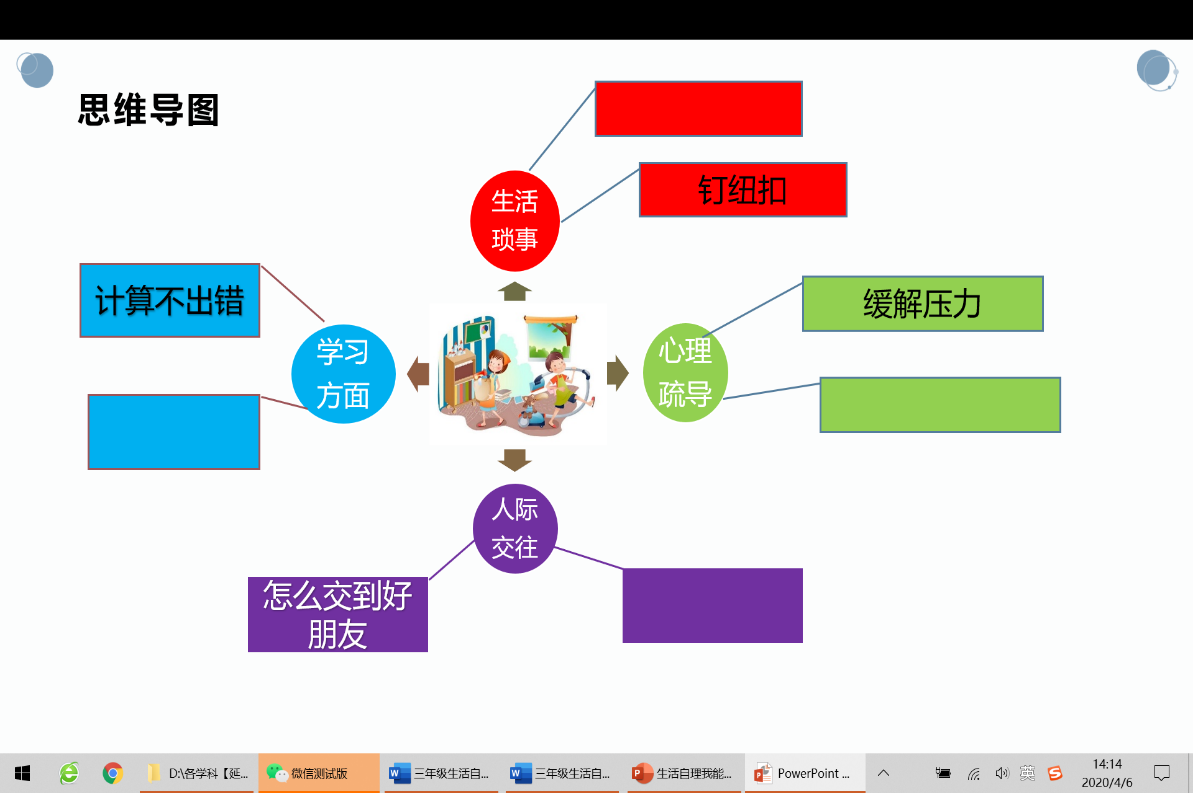 思维导图
钉纽扣
生活
琐事
计算不出错
缓解压力
学习
方面
心理
疏导
人际
交往
怎么交到好
朋友
D:\各学科【延...
微信测试版
三年级生活自...
三年级生活自...
生活自理我能...
PowerPoint ...
英
14:14
2020/4/6